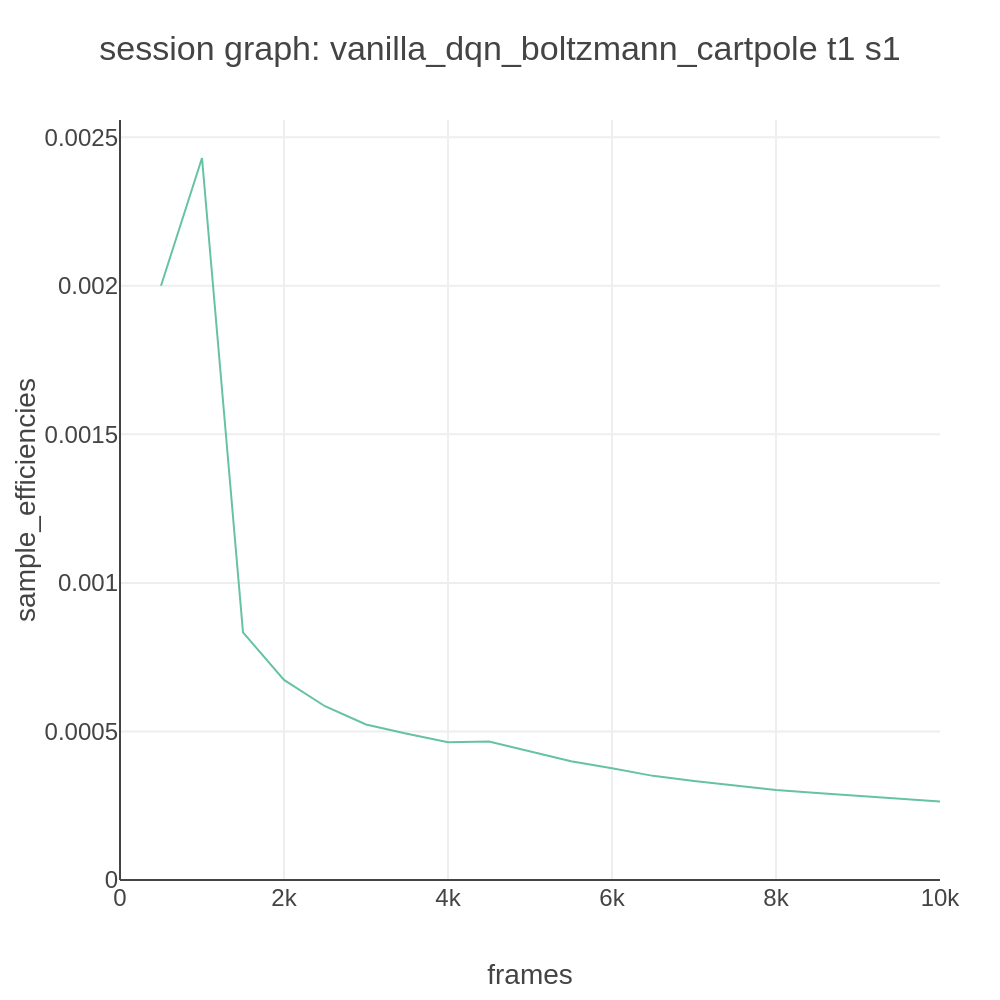 session graph: vanilla_dqn_boltzmann_cartpole t1 s1
0.0025
0.002
0.0015
0.001
0.0005
0
sample_efficiencies
0
2k
4k
6k
8k
10k
frames